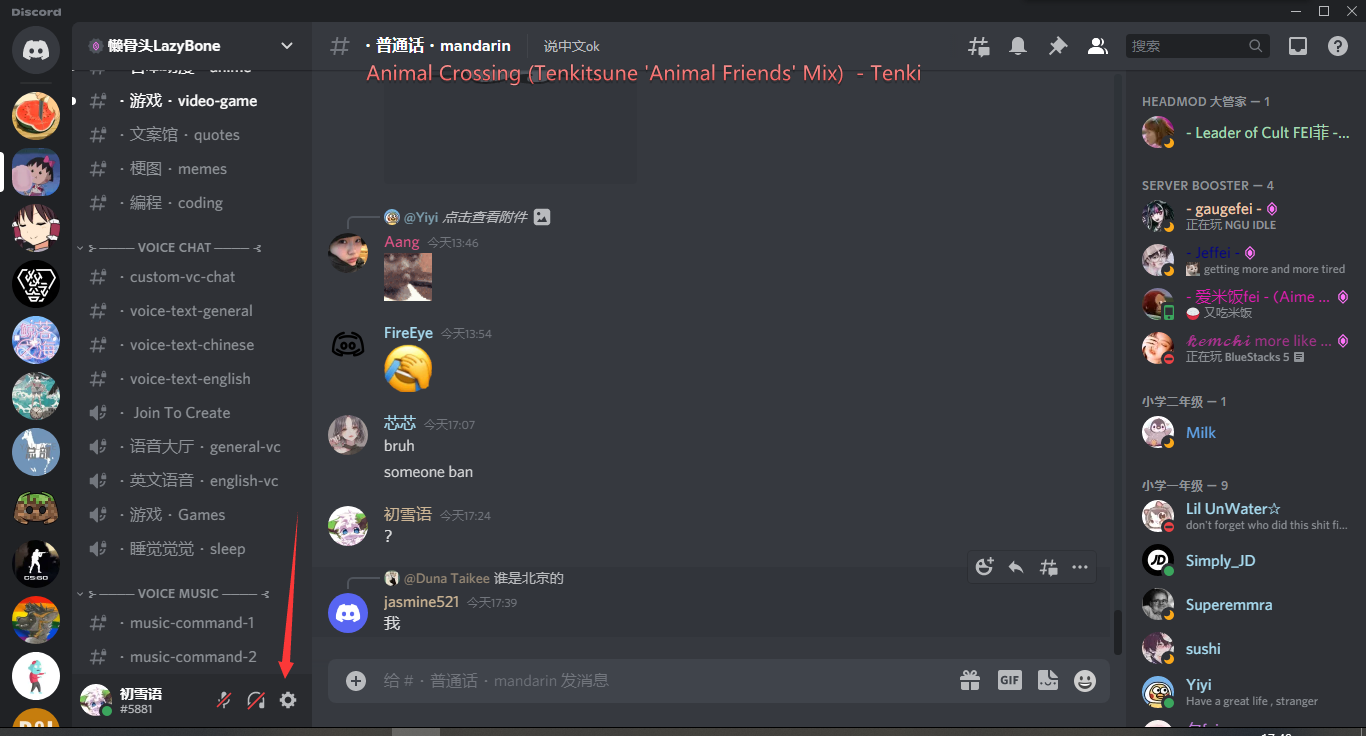 Discord
懒骨头LazyBone
· 游戏 · video-game
· 文案馆 · quotes
· 梗图 · memes
· 编程 · coding
VOICE CHAT
· custom-vc-chat
· voice-text-general
· voice-text-chinese
· voice-text-english
· Join To Create
· 语音大厅 · general-vc
· 英文语音 · english-vc
· 游戏 · Games
· 睡觉觉觉 · sleep
VOICE MUSIC
· music-command-1
· music-command-2
初雪语
#5881
CS:GO
· 普通话 · mandarin
说中文ok
搜索
Animal Crossing (Tenkitsune 'Animal Friends' Mix) - Tenki
@Yiyi 点击查看附件
Aang 今天13:46
FireEye 今天13:54
芯芯 今天17:07
bruh
someone ban
初雪语 今天17:24
?
@Duna Taikee 谁是北京的
jasmine521 今天17:39
我
给 # · 普通话 · mandarin 发消息
GIF
HEADMOD 大管家 — 1
- Leader of Cult FEI菲 -...
SERVER BOOSTER — 4
- gaugefei -
正在玩 NGU IDLE
- Jeffei -
getting more and more tired
- 爱米饭fei - (Aime ...
又吃米饭
𝓴𝓮𝓶𝓬𝓱𝓲 more like ...
正在玩 BlueStacks 5
小学二年级 — 1
Milk
小学一年级 — 9
Lil UnWater☆
don't forget who did this shit fi...
JD
Simply_JD
Superemmra
sushi
Yiyi
Have a great life , stranger